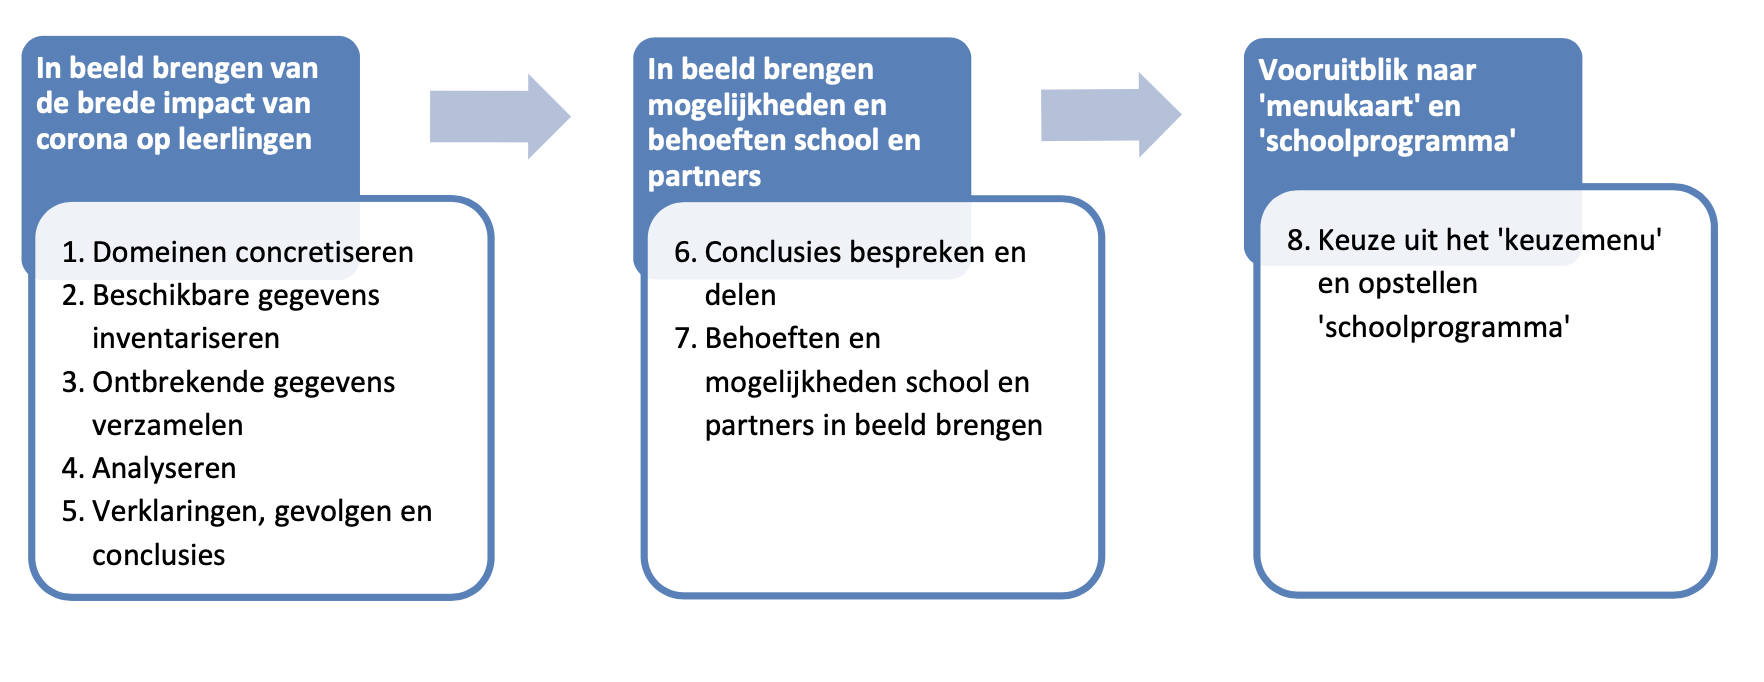 In beeld brengen van
de brede impact van
corona op leerlingen
1. Domeinen concretiseren
2. Beschikbare gegevens
inventariseren
3. Ontbrekende gegevens
verzamelen
4. Analyseren
5. Verklaringen, gevolgen en
conclusies
In beeld brengen
mogelijkheden en
behoeften school en
partners
6. Conclusies bespreken en
delen
7. Behoeften en
mogelijkheden school en
partners in beeld brengen
Vooruitblik naar
'menukaart' en
'schoolprogramma'
8. Keuze uit het 'keuzemenu'
en opstellen
'schoolprogramma'